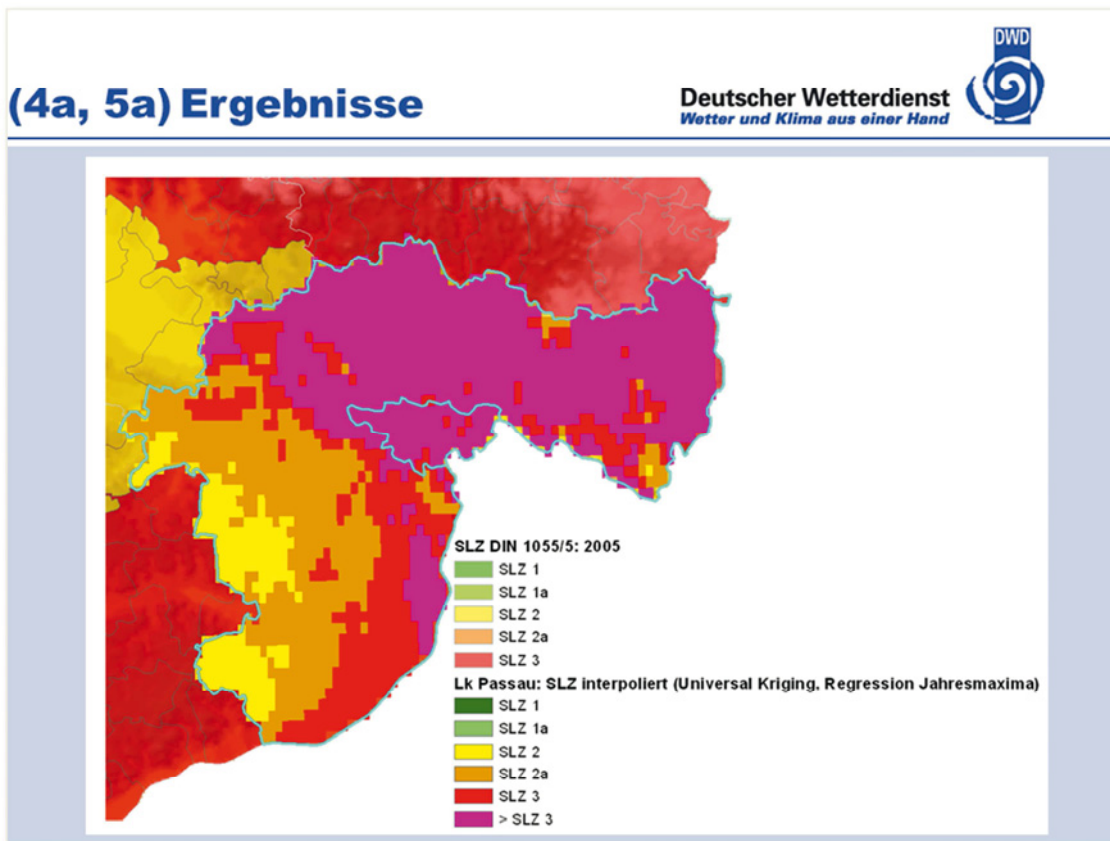 DWD
(4a, 5a) Ergebnisse
Deutscher Wetterdienst
Wetter und Klima aus einer Hand
SLZ DIN 1055/5: 2005
SLZ 1
SLZ 1a
SLZ 2
SLZ 2a
SLZ 3
Lk Passau: SLZ interpoliert (Universal Kriging, Regression Jahresmaxima)
SLZ 1
SLZ 1a
SLZ 2
SLZ 2a
SLZ 3
> SLZ 3